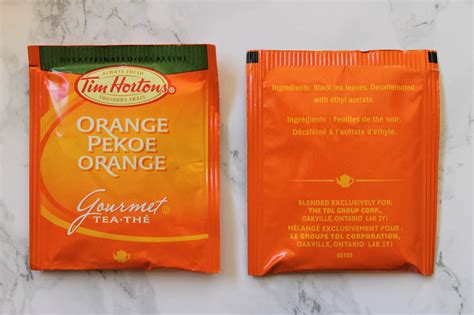 DECAFFEINATED • DÉCAFÉINÉ
ALWAYS FRESH
Tim Hortons®
TOUJOURS FRAIS
ORANGE
PEKOE
ORANGE
Gourmet
TEA•THÉ
Ingredients: Black tea leaves. Decaffeinated
with ethyl acetate.
Ingrédients : Feuilles de thé noir.
Décaféiné à l'acétate d'éthyle.
BLENDED EXCLUSIVELY FOR:
THE TDL GROUP CORP.,
OAKVILLE, ONTARIO L6K 2Y1
MÉLANGE EXCLUSIVEMENT POUR :
LE GROUPE TDL CORPORATION,
OAKVILLE, ONTARIO L6K 2Y1